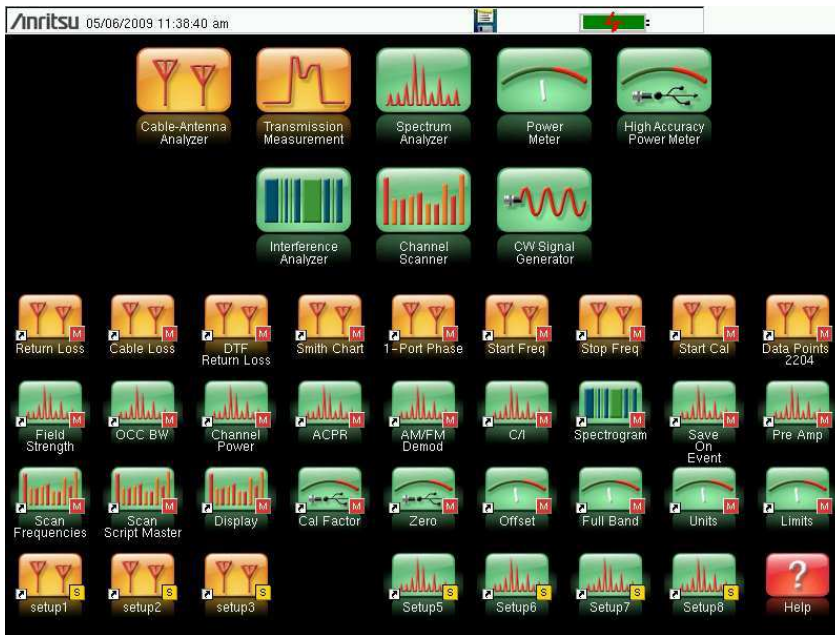 Anritsu 05/06/2009 11:38:40 am
Cable-Antenna
Analyzer
Transmission
Measurement
Spectrum
Analyzer
Power
Meter
High Accuracy
Power Meter
Interference
Analyzer
Channel
Scanner
CW Signal
Generator
M
Return Loss
M
Cable Loss
M
DTF
Return Loss
M
Smith Chart
M
1-Port Phase
M
Start Freq
M
Stop Freq
M
Start Cal
M
Data Points
2204
M
Field
Strength
M
OCC BW
M
Channel
Power
M
ACPR
M
AM/FM
Demod
M
C/I
M
Spectrogram
M
Save
On
Event
M
Pre Amp
M
Scan
Frequencies
M
Scan
Script Master
M
Display
M
Cal Factor
M
Zero
M
Offset
M
Full Band
M
Units
M
Limits
S
setup1
S
setup2
S
setup3
S
Setup5
S
Setup6
S
Setup7
S
Setup8
?
Help